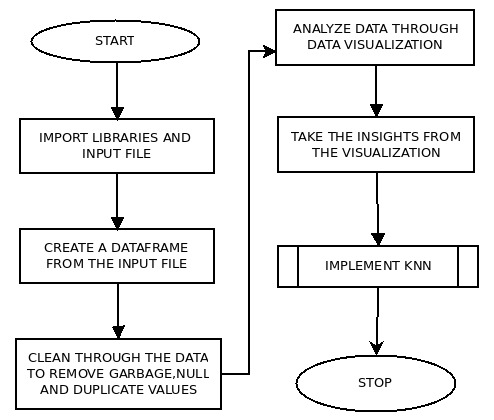 START
IMPORT LIBRARIES AND
INPUT FILE
CREATE A DATAFRAME
FROM THE INPUT FILE
CLEAN THROUGH THE DATA
TO REMOVE GARBAGE,NULL
AND DUPLICATE VALUES
ANALYZE DATA THROUGH
DATA VISUALIZATION
TAKE THE INSIGHTS FROM
THE VISUALIZATION
IMPLEMENT KNN
STOP